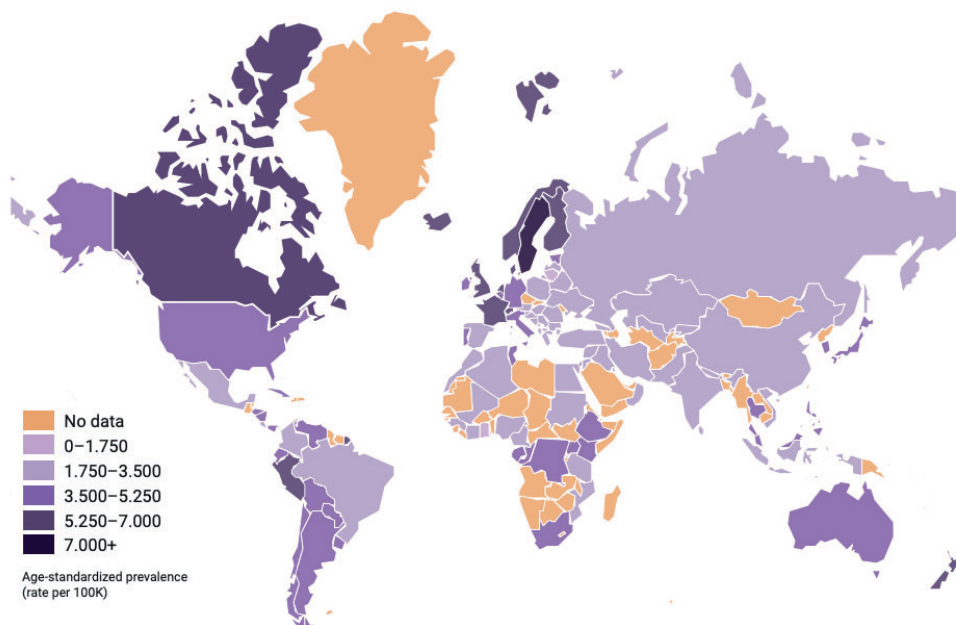 No data
0–1.750
1.750–3.500
3.500–5.250
5.250–7.000
7.000+
Age-standardized prevalence
(rate per 100K)